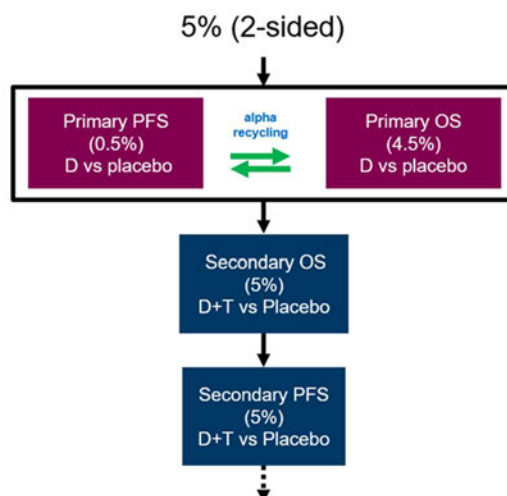 5% (2-sided)
Primary PFS
(0.5%)
D vs placebo
alpha
recycling
Primary OS
(4.5%)
D vs placebo
Secondary OS
(5%)
D+T vs Placebo
Secondary PFS
(5%)
D+T vs Placebo